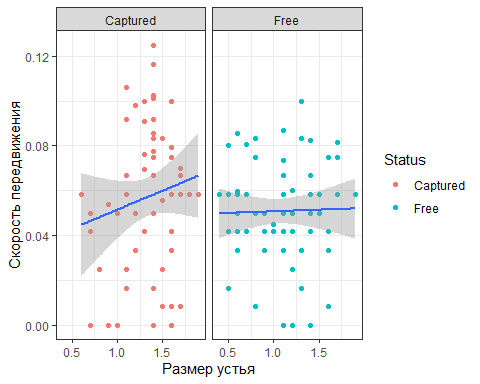 Captured Free
0.12
0.08
0.04
0.00
Скорость передвижения
0.5 1.0 1.5 0.5 1.0 1.5
Размер устья
Status
Captured
Free